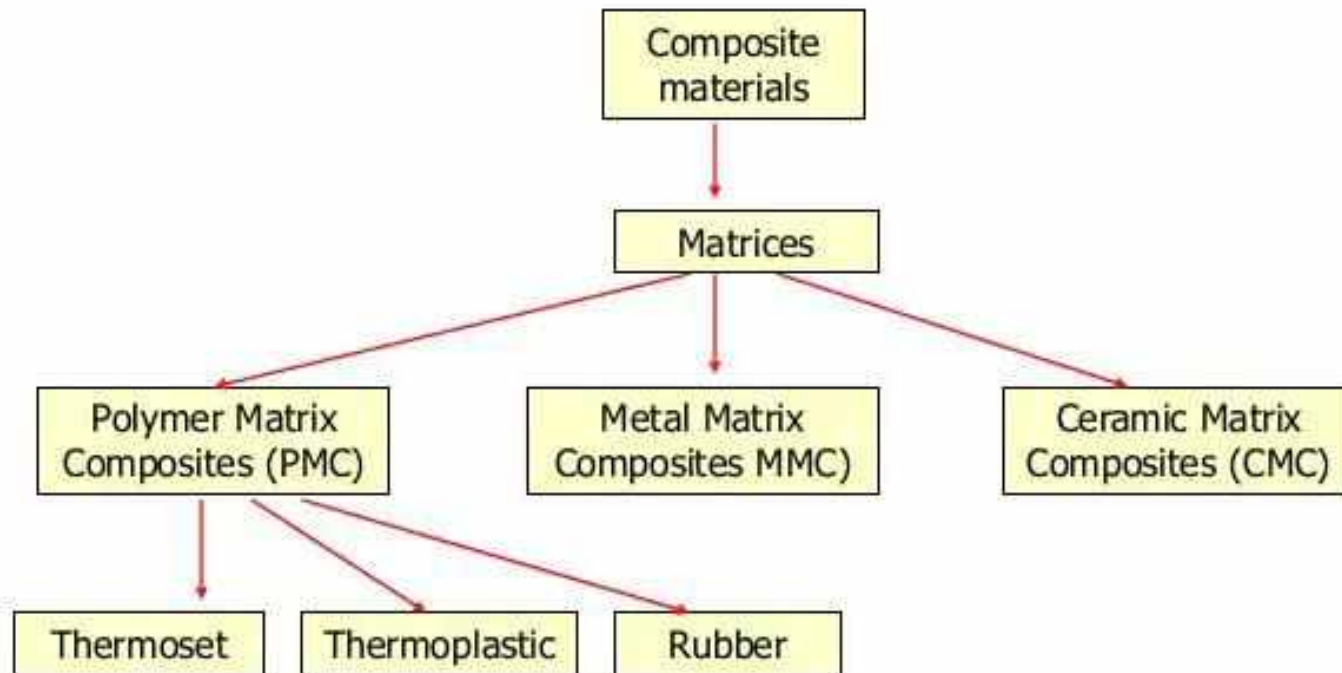 Composite
materials
Matrices
Polymer Matrix
Composites (PMC)
Metal Matrix
Composites MMC)
Ceramic Matrix
Composites (CMC)
Thermoset
Thermoplastic
Rubber